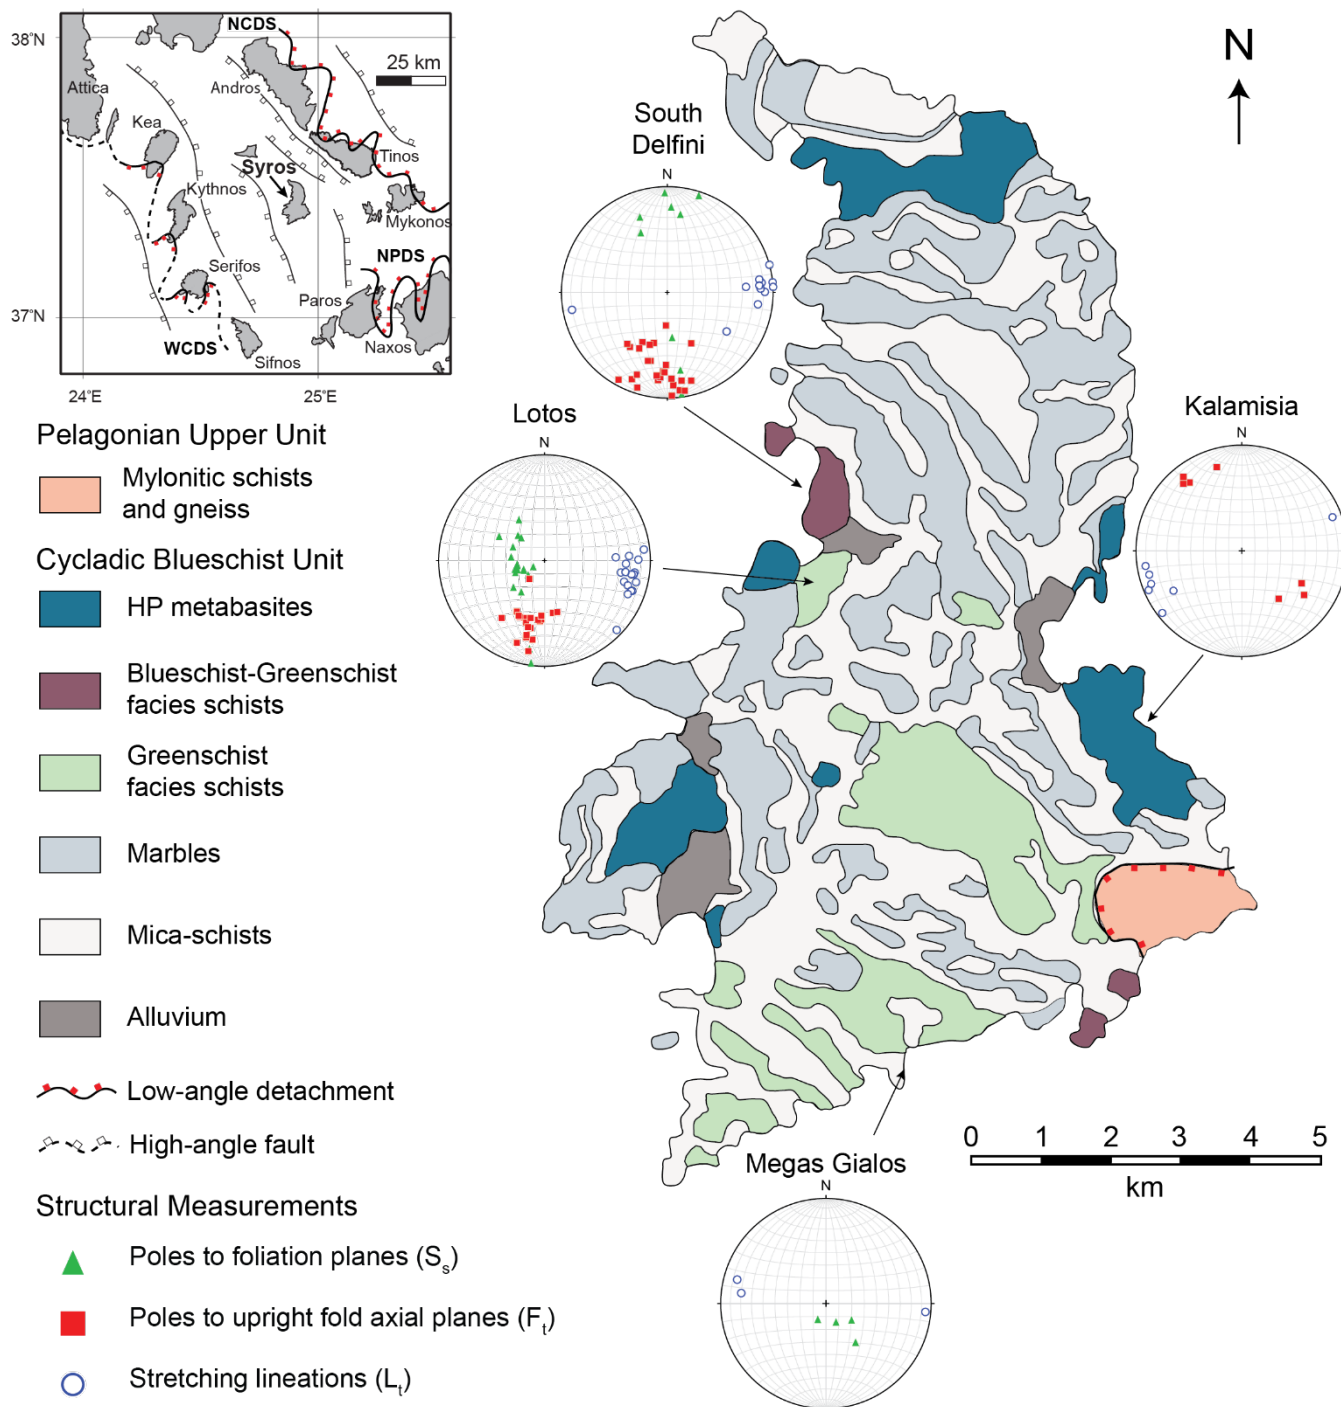 38°N
NCDS
25 km
Attica
Andros
Kea
Tinos
Syros
Kythnos
Mykonos
NPDS
Serifos
Paros
37°N
WCDS
Sifnos
Naxos
24°E
25°E
N
South
Delfini
N
Lotos
N
Kalamisia
N
Pelagonian Upper Unit
Mylonitic schists
and gneiss
Cycladic Blueschist Unit
HP metabasites
Blueschist-Greenschist
facies schists
Greenschist
facies schists
Marbles
Mica-schists
Alluvium
Low-angle detachment
High-angle fault
Structural Measurements
Poles to foliation planes (Ss)
Poles to upright fold axial planes (Ft)
Stretching lineations (Lt)
Megas Gialos
N
0 1 2 3 4 5
km